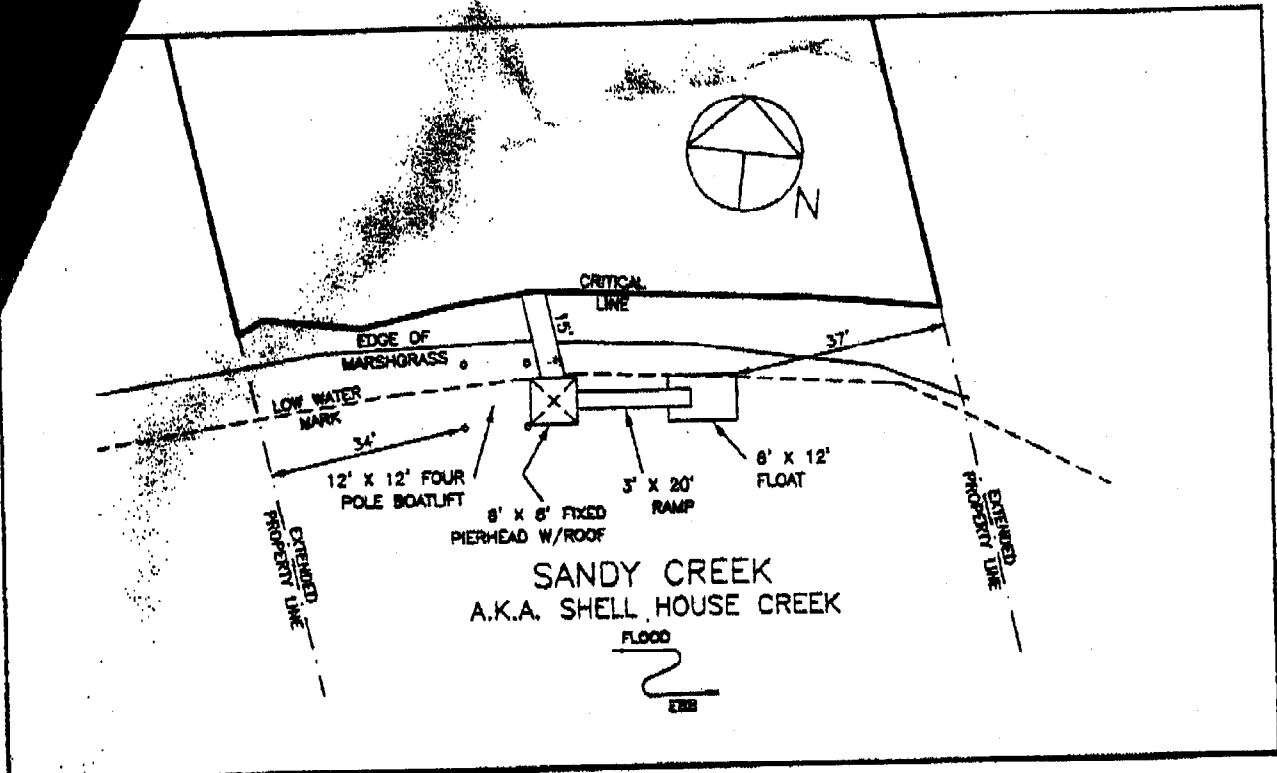 N
CRITICAL
LINE
15'
EDGE OF
MARSHGRASS
37'
LOW WATER
MARK
34'
12' X 12' FOUR
POLE BOATLIFT
8' X 8' FIXED
PIERHEAD W/ROOF
3' X 20'
RAMP
8' X 12'
FLOAT
EXTENDED
PROPERTY LINE
EXTENDED
PROPERTY LINE
SANDY CREEK
A.K.A. SHELL HOUSE CREEK
FLOOD
EBB